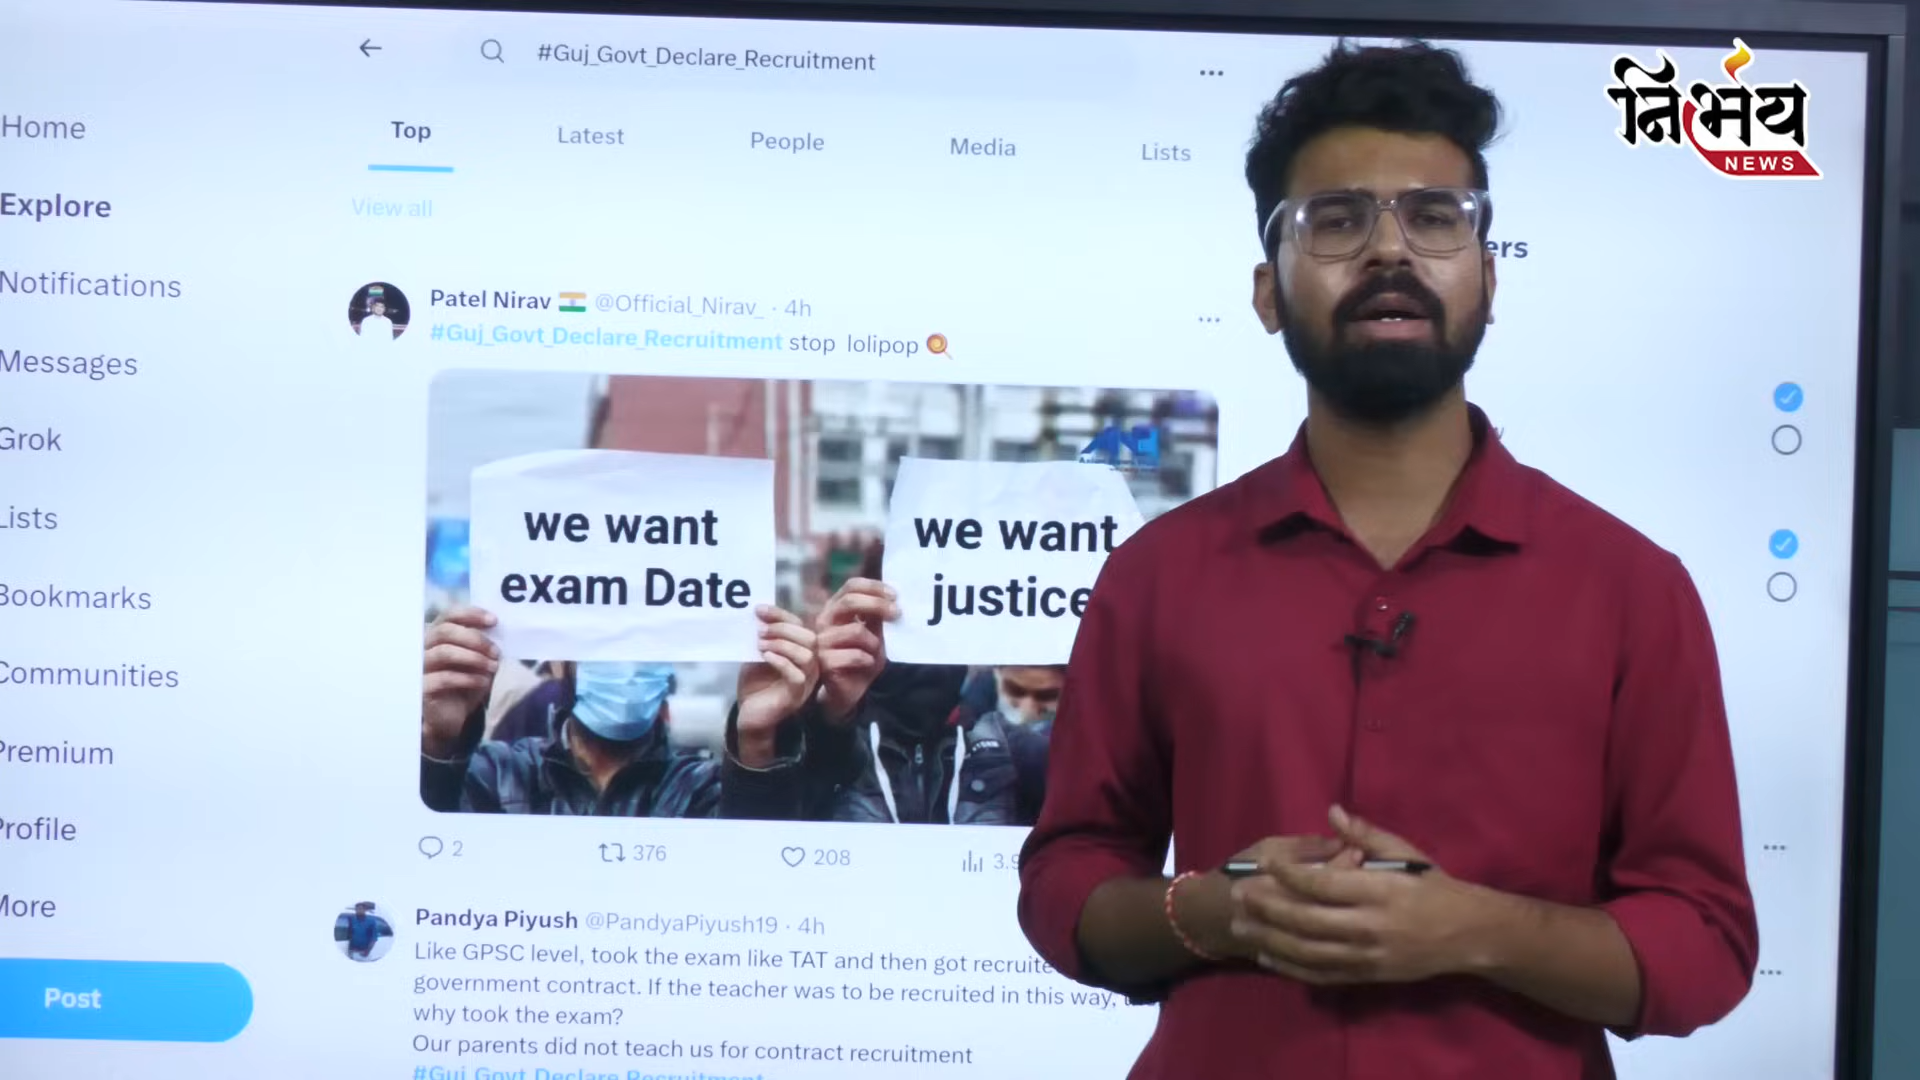 #Guj_Govt_Declare_Recruitment
निर्भय
NEWS
Home
Explore
Notifications
Messages
Grok
Lists
Bookmarks
Communities
Premium
Profile
More
Post
Top
Latest
People
Media
Lists
View all
Patel Nirav @Official_Nirav_ · 4h
#Guj_Govt_Declare_Recruitment stop lolipop
we want
exam Date
we want
justice
2
376
208
3.9
Pandya Piyush @PandyaPiyush19 · 4h
Like GPSC level, took the exam like TAT and then got recruite
government contract. If the teacher was to be recruited in this way,
why took the exam?
Our parents did not teach us for contract recruitment
#Guj_Govt_Declare_Recruitment
ers